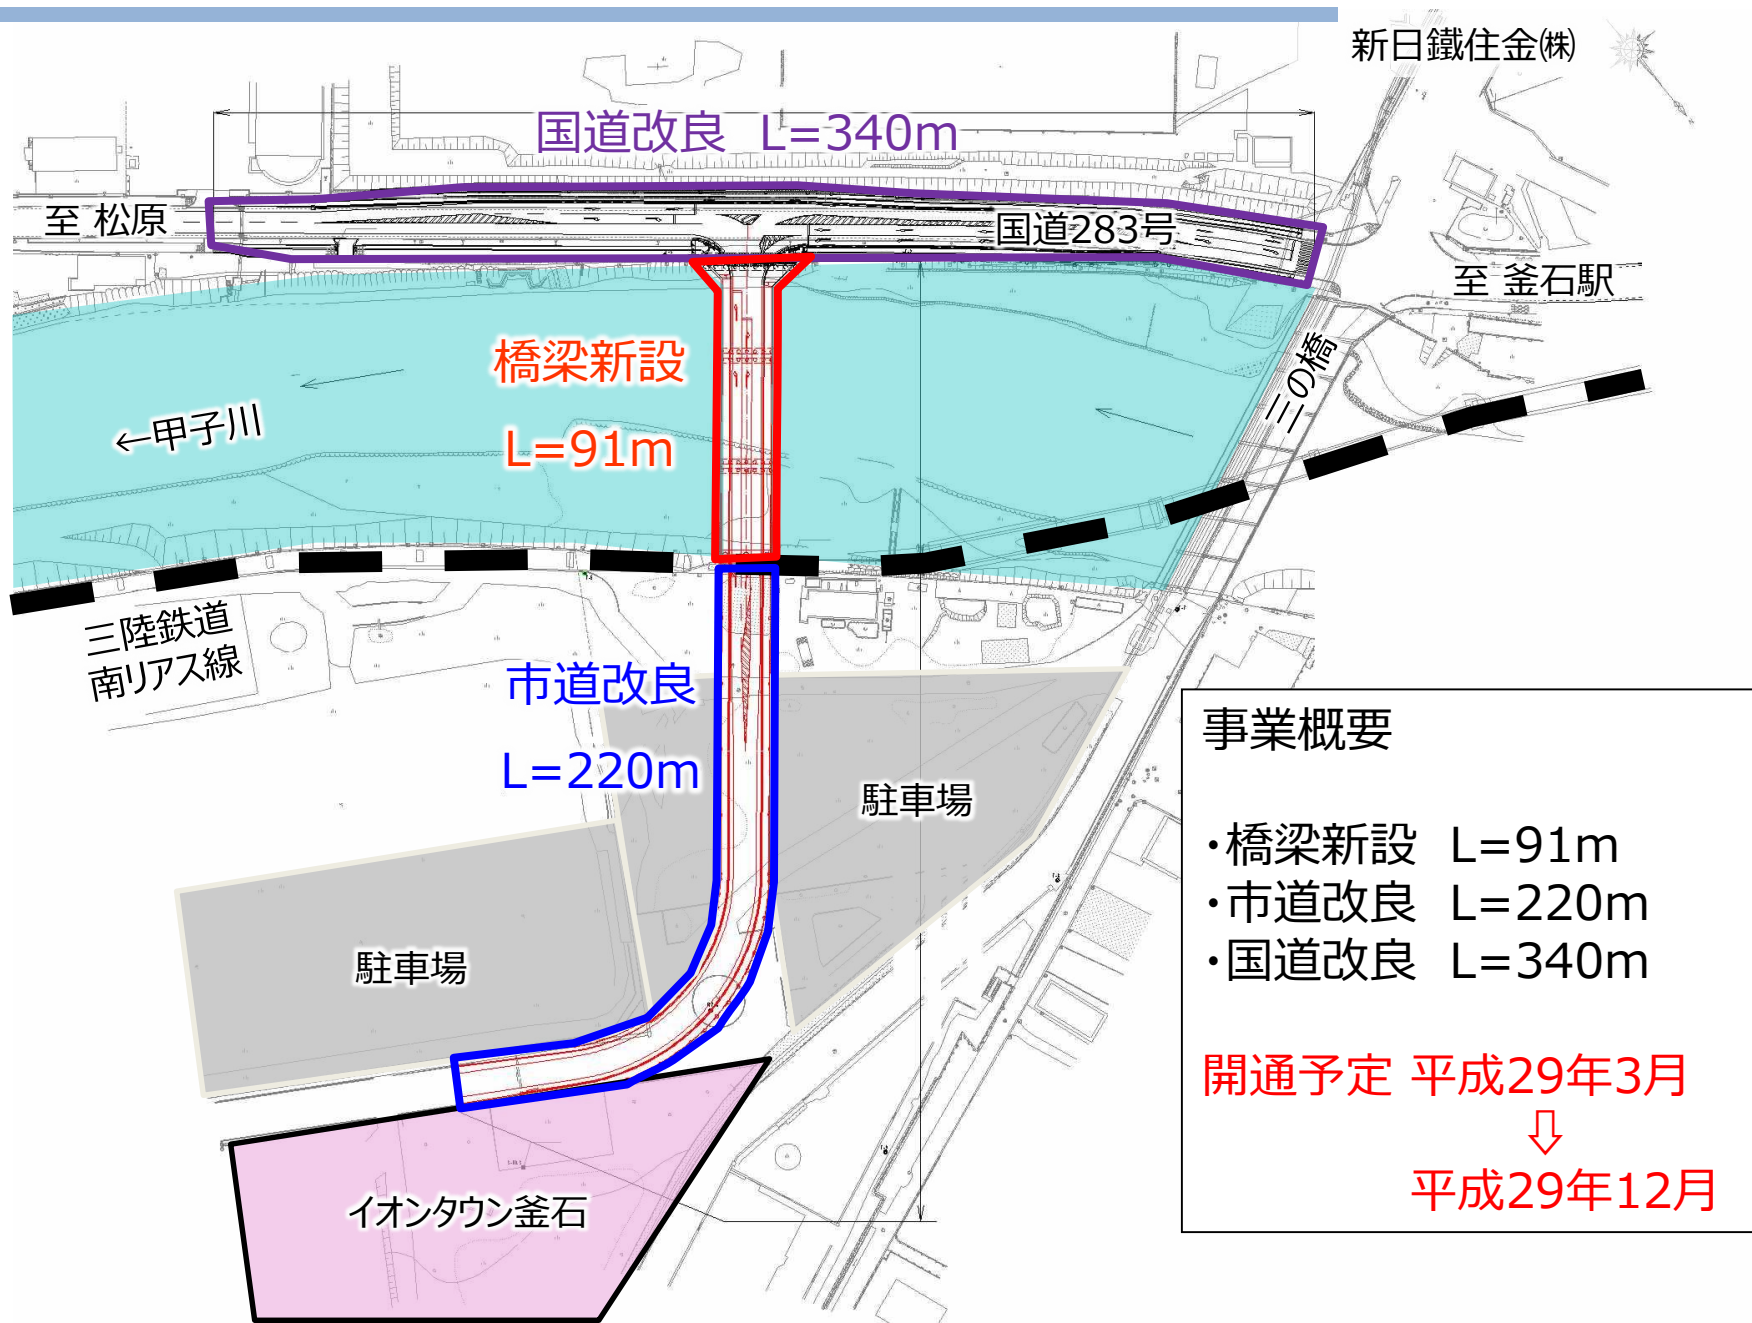 新日鐵住金㈱
国道改良 L=340m
至 松原
国道283号
至 釜石駅
橋梁新設
L=91m
三の橋
←甲子川
三陸鉄道
南リアス線
市道改良
L=220m
駐車場
駐車場
イオンタウン釜石
事業概要
・橋梁新設 L=91m
・市道改良 L=220m
・国道改良 L=340m
開通予定 平成29年3月
⇩
平成29年12月